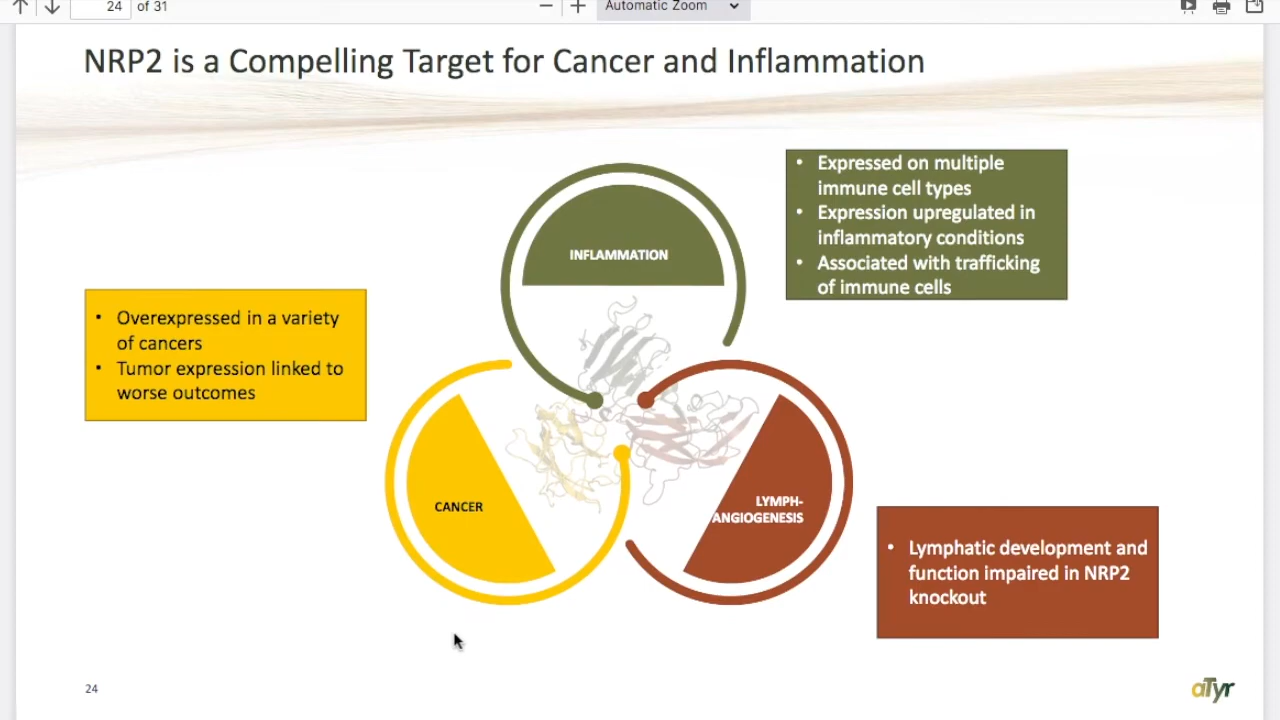 24 of 31
Automatic Zoom
NRP2 is a Compelling Target for Cancer and Inflammation
• Expressed on multiple
immune cell types
• Expression upregulated in
inflammatory conditions
• Associated with trafficking
of immune cells
INFLAMMATION
• Overexpressed in a variety
of cancers
• Tumor expression linked to
worse outcomes
CANCER
LYMPH-
ANGIOGENESIS
• Lymphatic development and
function impaired in NRP2
knockout
24
aTyr